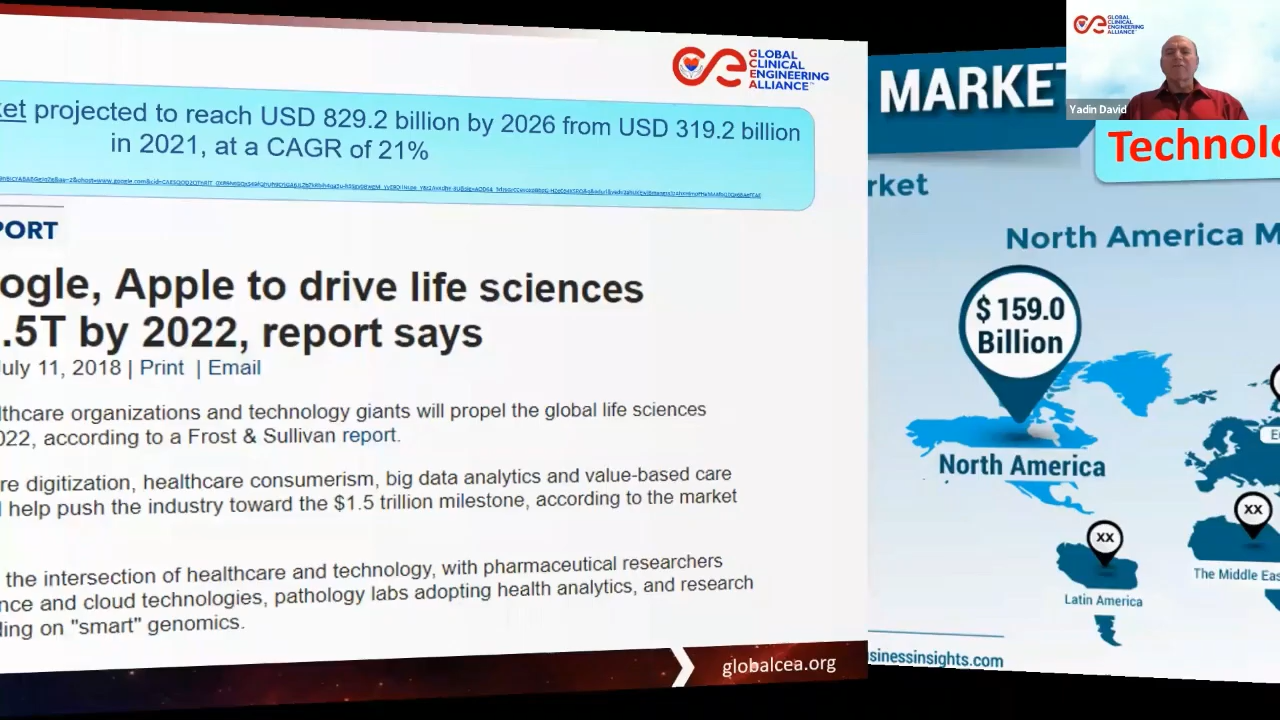 GLOBAL
CLINICAL
ENGINEERING
ALLIANCE
ket projected to reach USD 829.2 billion by 2026 from USD 319.2 billion
in 2021, at a CAGR of 21%
PORT
ogle, Apple to drive life sciences
.5T by 2022, report says
July 11, 2018 | Print | Email
lthcare organizations and technology giants will propel the global life sciences
022, according to a Frost & Sullivan report.
re digitization, healthcare consumerism, big data analytics and value-based care
help push the industry toward the $1.5 trillion milestone, according to the market
the intersection of healthcare and technology, with pharmaceutical researchers
nce and cloud technologies, pathology labs adopting health analytics, and research
ding on "smart" genomics.
globalcea.org
MARKET
GLOBAL
CLINICAL
ENGINEERING
ALLIANCE
Yadin David
Technolo
rket
North America M
$ 159.0
Billion
North America
XX
Latin America
XX
The Middle Eas
sinessinsights.com